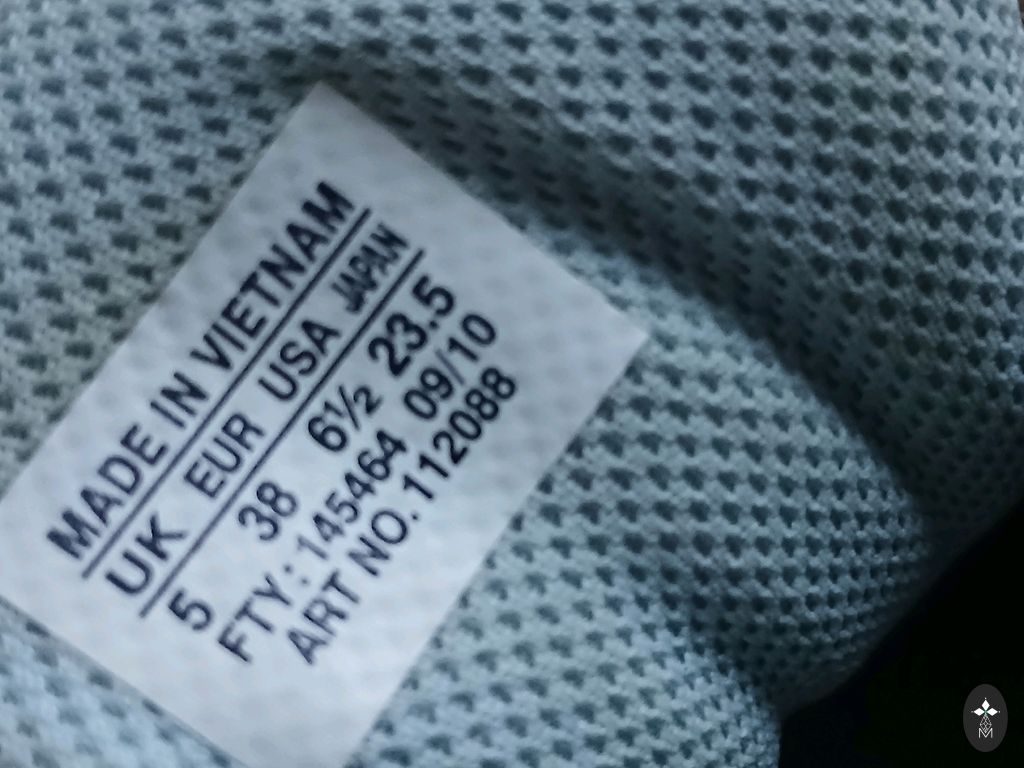 MADE IN VIETNAM
UK EUR USA JAPAN
5 38 6½ 23.5
FTY: 145464 09/10
ART NO. 112088
M